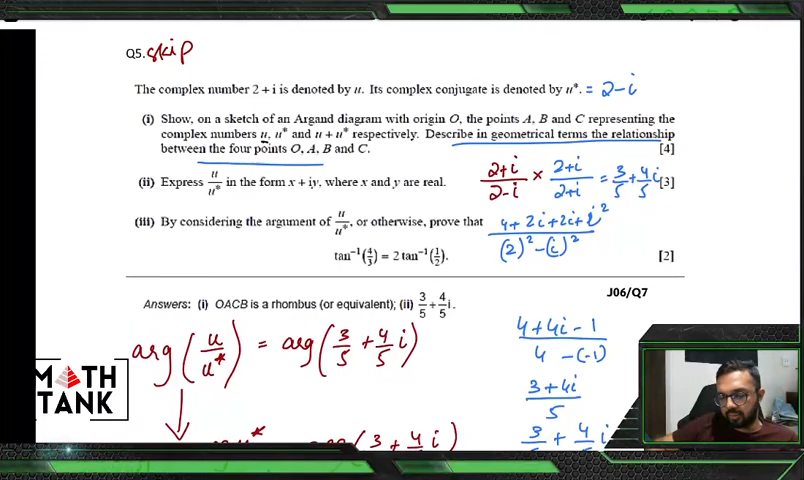 Q5. skip
The complex number 2 + i is denoted by u. Its complex conjugate is denoted by u*. = 2 - i
(i) Show, on a sketch of an Argand diagram with origin O, the points A, B and C representing the
complex numbers u, u* and u + u* respectively. Describe in geometrical terms the relationship
between the four points O, A, B and C. [4]
(ii) Express u/u* in the form x + iy, where x and y are real. [3]
2+i/2-i × 2+i/2+i = 3/5 + 4/5 i
(iii) By considering the argument of u/u*, or otherwise, prove that
4 + 2i + 2i + i²/(2)² - (i)²
tan⁻¹(4/3) = 2 tan⁻¹(1/2). [2]
J06/Q7
Answers: (i) OACB is a rhombus (or equivalent); (ii) 3/5 + 4/5 i.
arg(u/u*) = arg(3/5 + 4/5 i)
4 + 4i - 1/4 - (-1)
3 + 4i/5
3/5 + 4/5 i
MATH
TANK